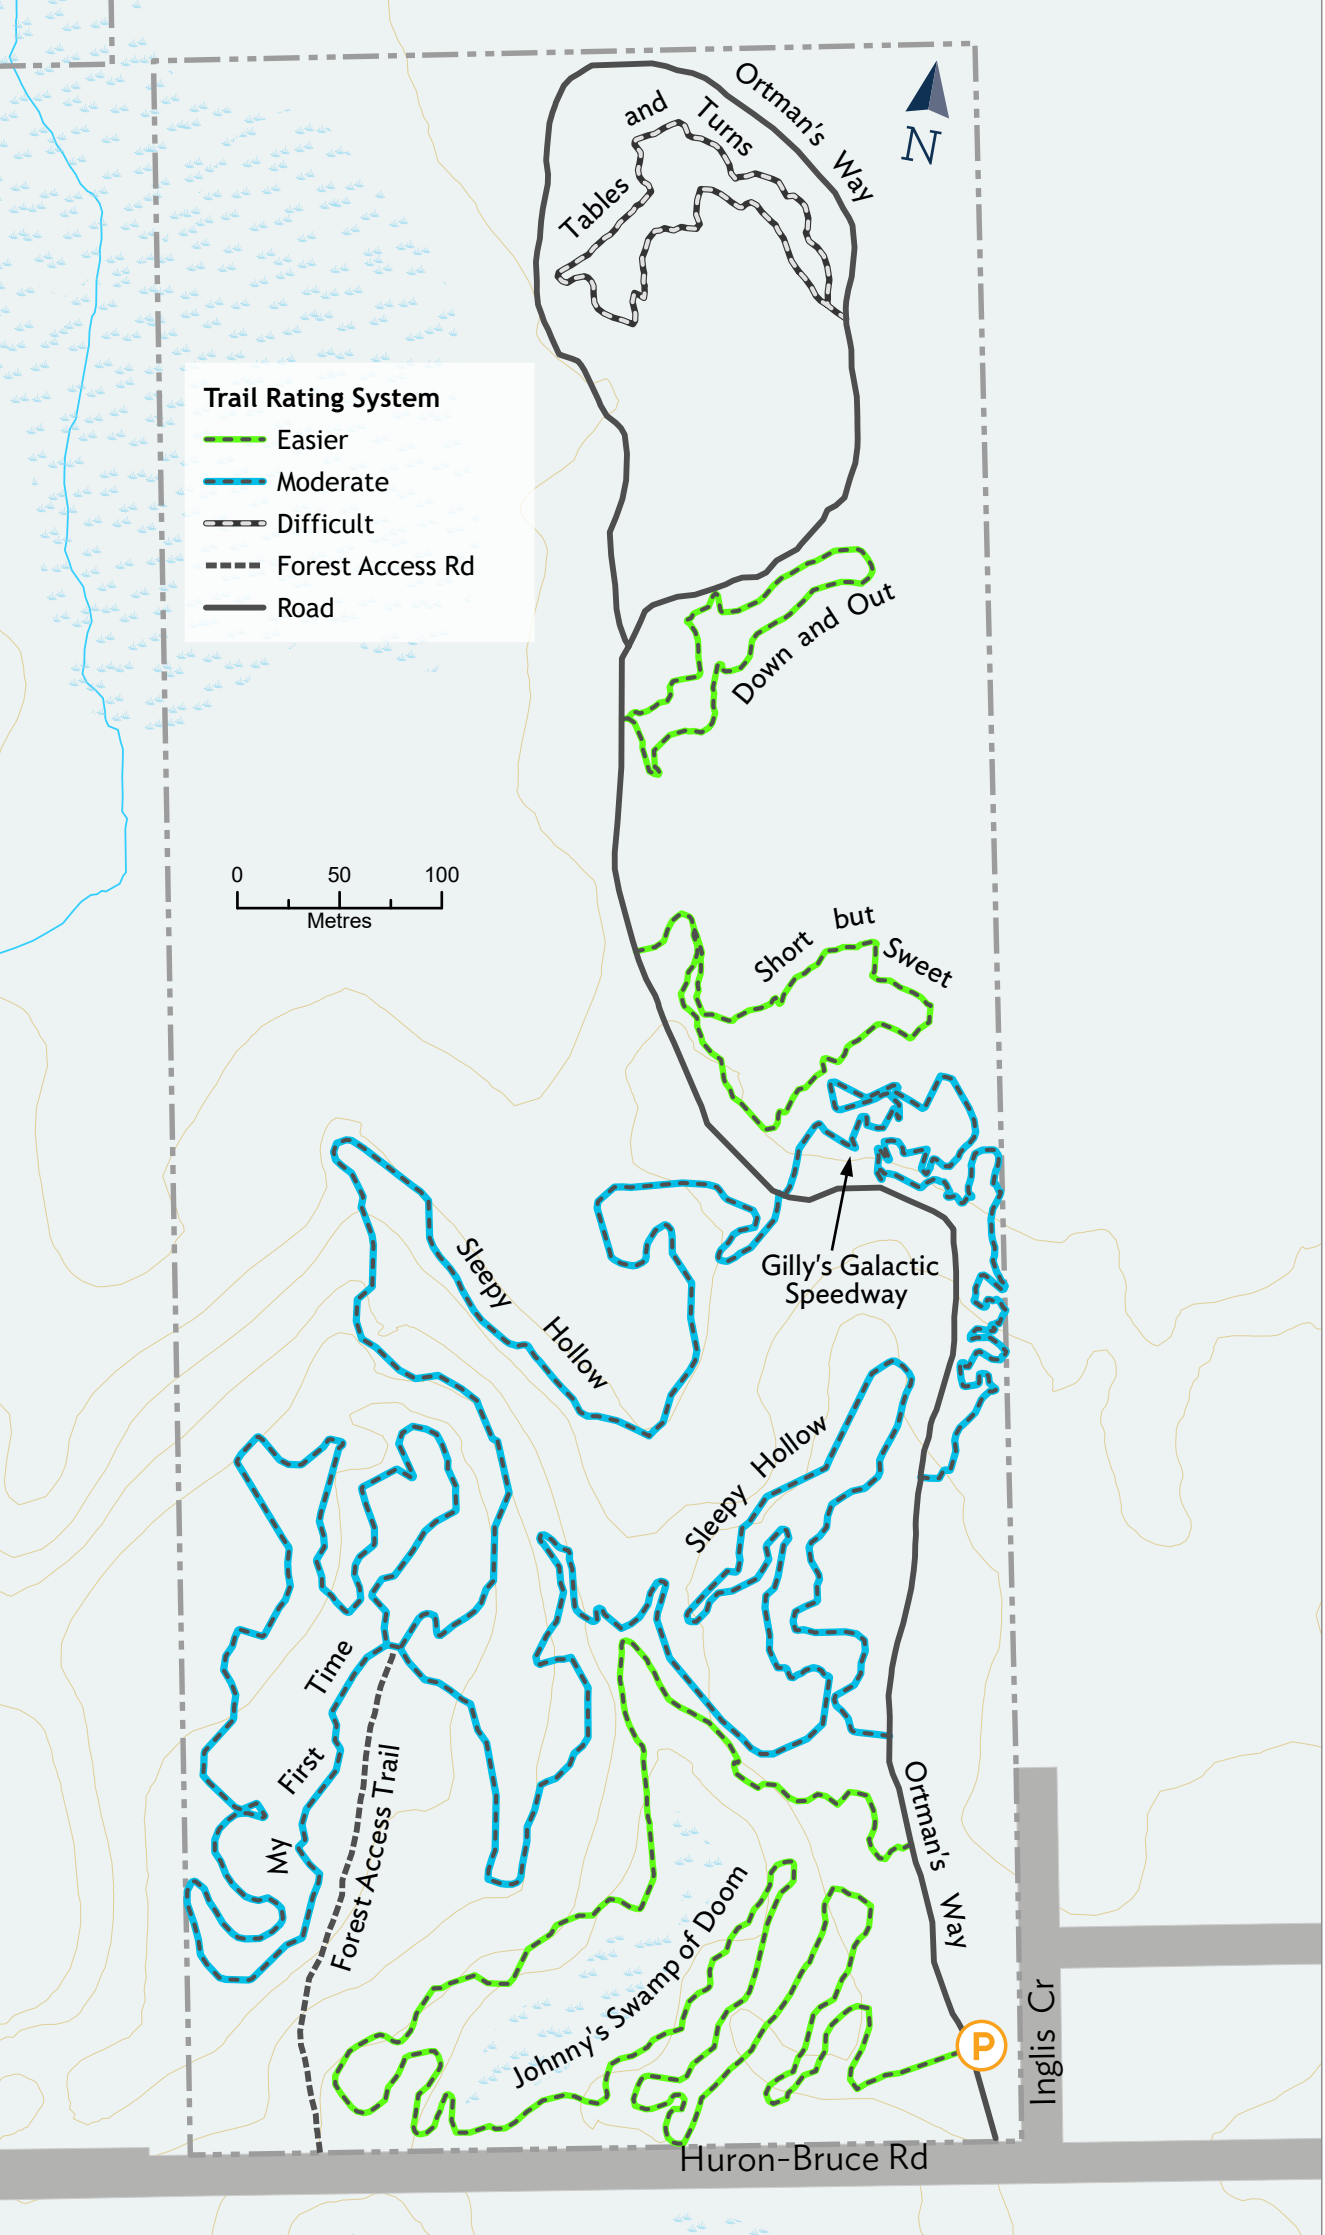 Ortman's Way
Tables and Turns
N
Trail Rating System
Easier
Moderate
Difficult
Forest Access Rd
Road
Down and Out
0 50 100
Metres
Short but Sweet
Gilly's Galactic
Speedway
Sleepy Hollow
Sleepy Hollow
My First Time
Forest Access Trail
Ortman's Way
Johnny's Swamp of Doom
P
Inglis Cr
Huron-Bruce Rd